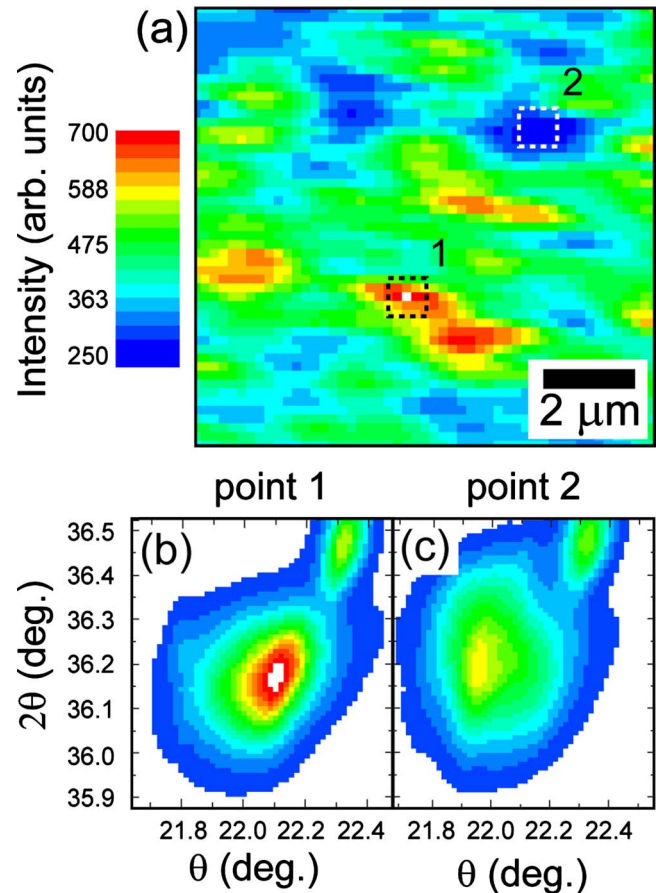 (a)
Intensity (arb. units)
700
588
475
363
250
2
1
2 μm
point 1
point 2
(b)
(c)
2θ (deg.)
36.5
36.4
36.3
36.2
36.1
36.0
35.9
21.8 22.0 22.2 22.4
21.8 22.0 22.2 22.4
θ (deg.)
θ (deg.)